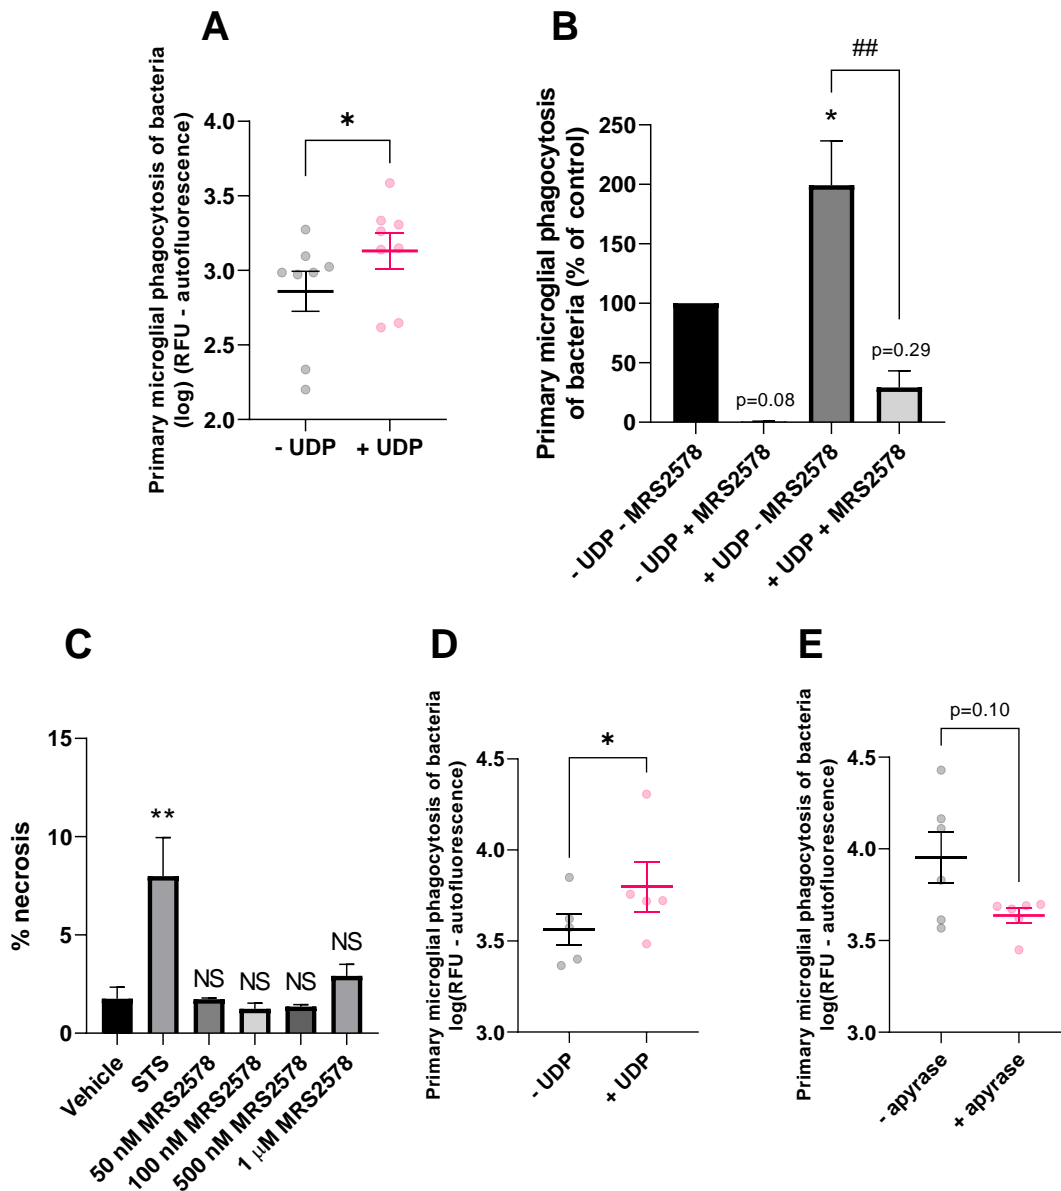 A
Primary microglial phagocytosis of bacteria
(log) (RFU - autofluorescence)
4.0
3.5
3.0
2.5
2.0
*
- UDP
+ UDP
B
Primary microglial phagocytosis
of bacteria (% of control)
250
200
150
100
50
0
##
*
p=0.08
p=0.29
- UDP - MRS2578
- UDP + MRS2578
+ UDP - MRS2578
+ UDP + MRS2578
C
% necrosis
15
10
5
0
**
NS
NS
NS
NS
Vehicle
STS
50 nM MRS2578
100 nM MRS2578
500 nM MRS2578
1 μM MRS2578
D
Primary microglial phagocytosis of bacteria
log(RFU - autofluorescence)
4.5
4.0
3.5
3.0
*
- UDP
+ UDP
E
Primary microglial phagocytosis of bacteria
log(RFU - autofluorescence)
4.5
4.0
3.5
3.0
p=0.10
- apyrase
+ apyrase